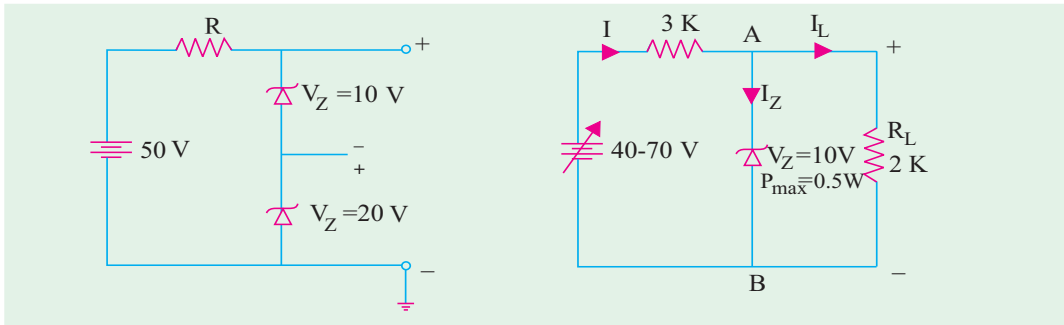 R
+
V_Z =10 V
50 V
–
+
V_Z =20 V
–
I
3 K
A
I_L
+
I_Z
40-70 V
V_Z =10V
P_max=0.5W
R_L
2 K
B
–